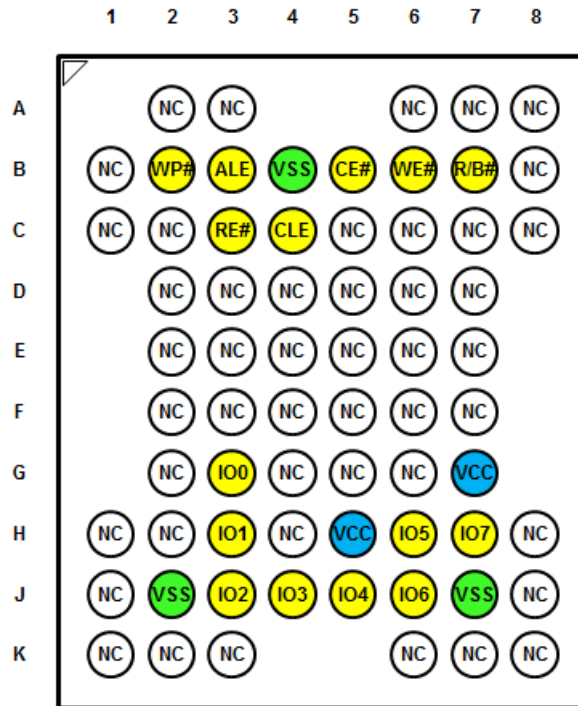 1 2 3 4 5 6 7 8
A NC NC NC NC NC
B NC WP# ALE VSS CE# WE# R/B# NC
C NC NC RE# CLE NC NC NC NC
D NC NC NC NC NC NC
E NC NC NC NC NC NC
F NC NC NC NC NC NC
G NC IO0 NC NC NC VCC
H NC NC IO1 NC VCC IO5 IO7 NC
J NC VSS IO2 IO3 IO4 IO6 VSS NC
K NC NC NC NC NC NC